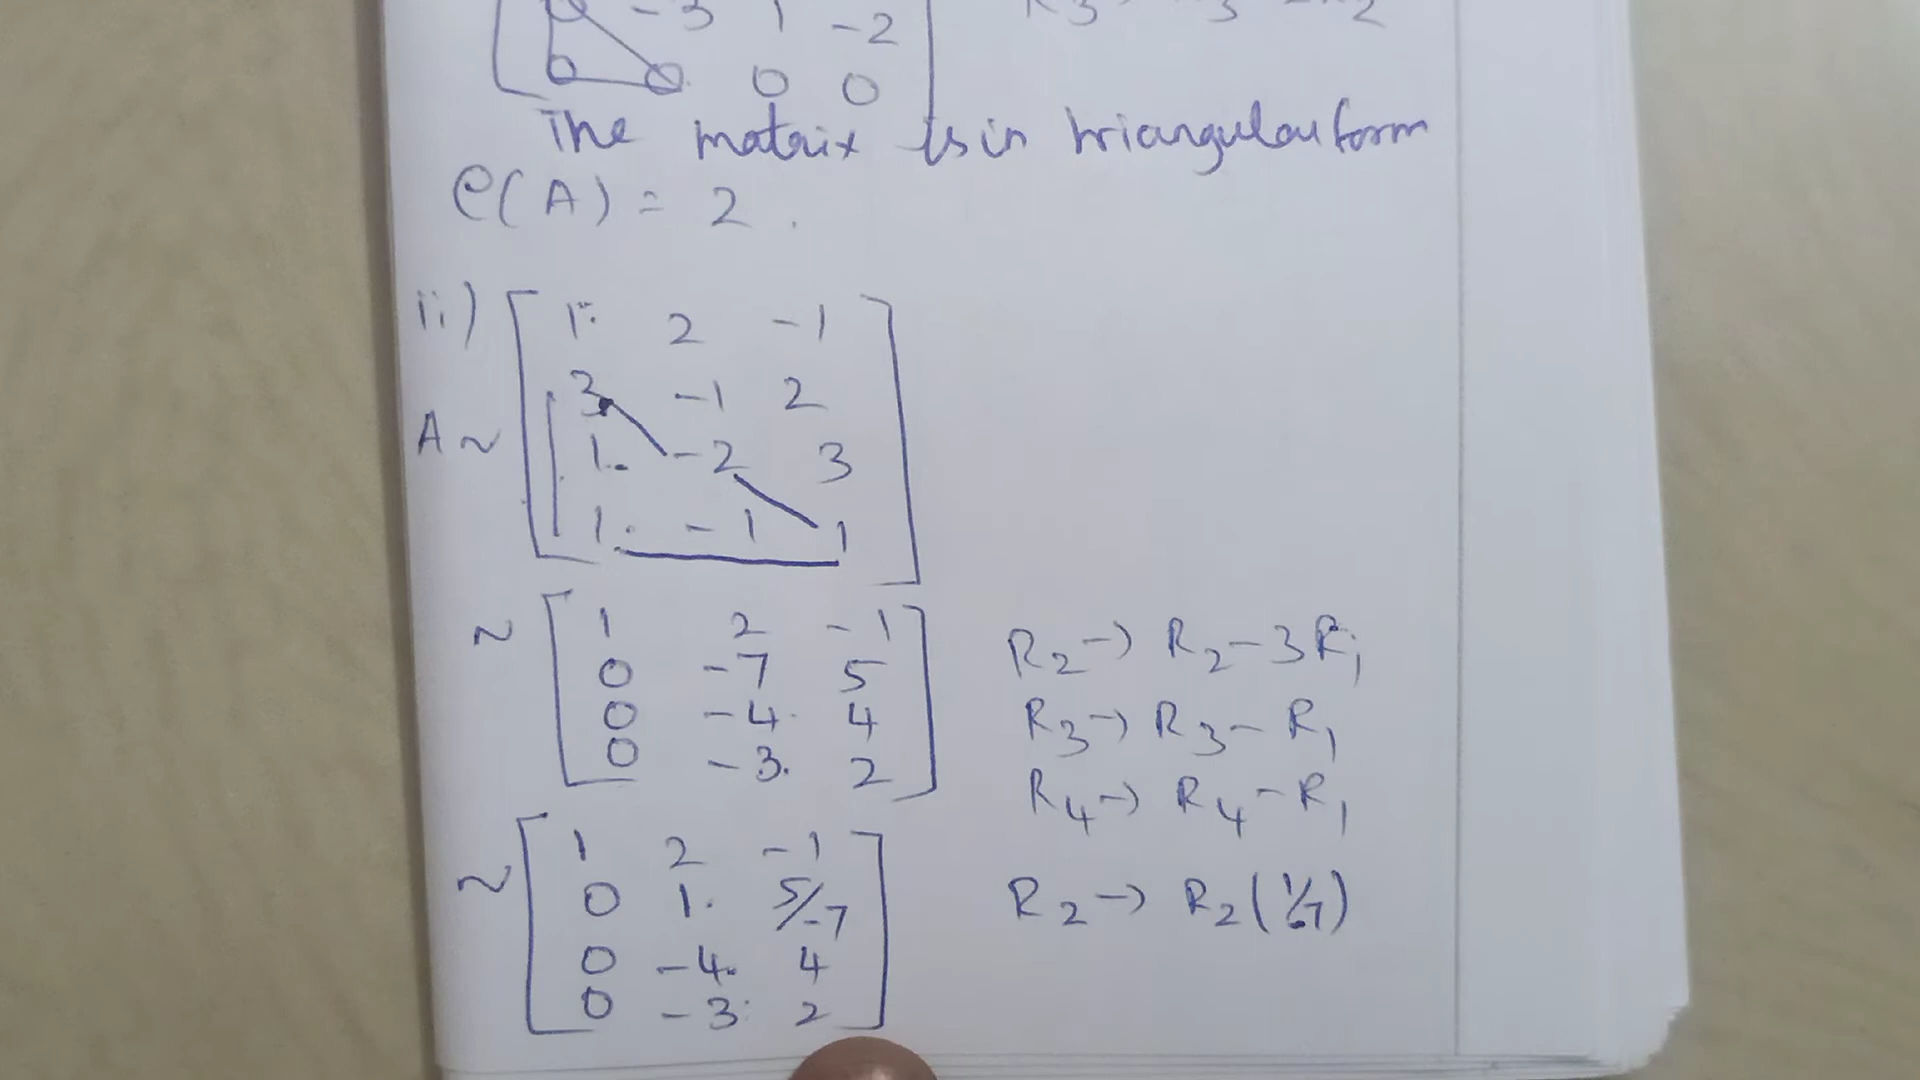 -3 1 -2
0 0 0 0
The matrix is in triangular form
ρ(A) = 2.
ii)
A ~
1 2 -1
3 -1 2
1 -2 3
1 -1 1
~
1 2 -1
0 -7 5
0 -4 4
0 -3 2
R2 → R2 - 3R1
R3 → R3 - R1
R4 → R4 - R1
~
1 2 -1
0 1 5/-7
0 -4 4
0 -3 2
R2 → R2 (1/-7)